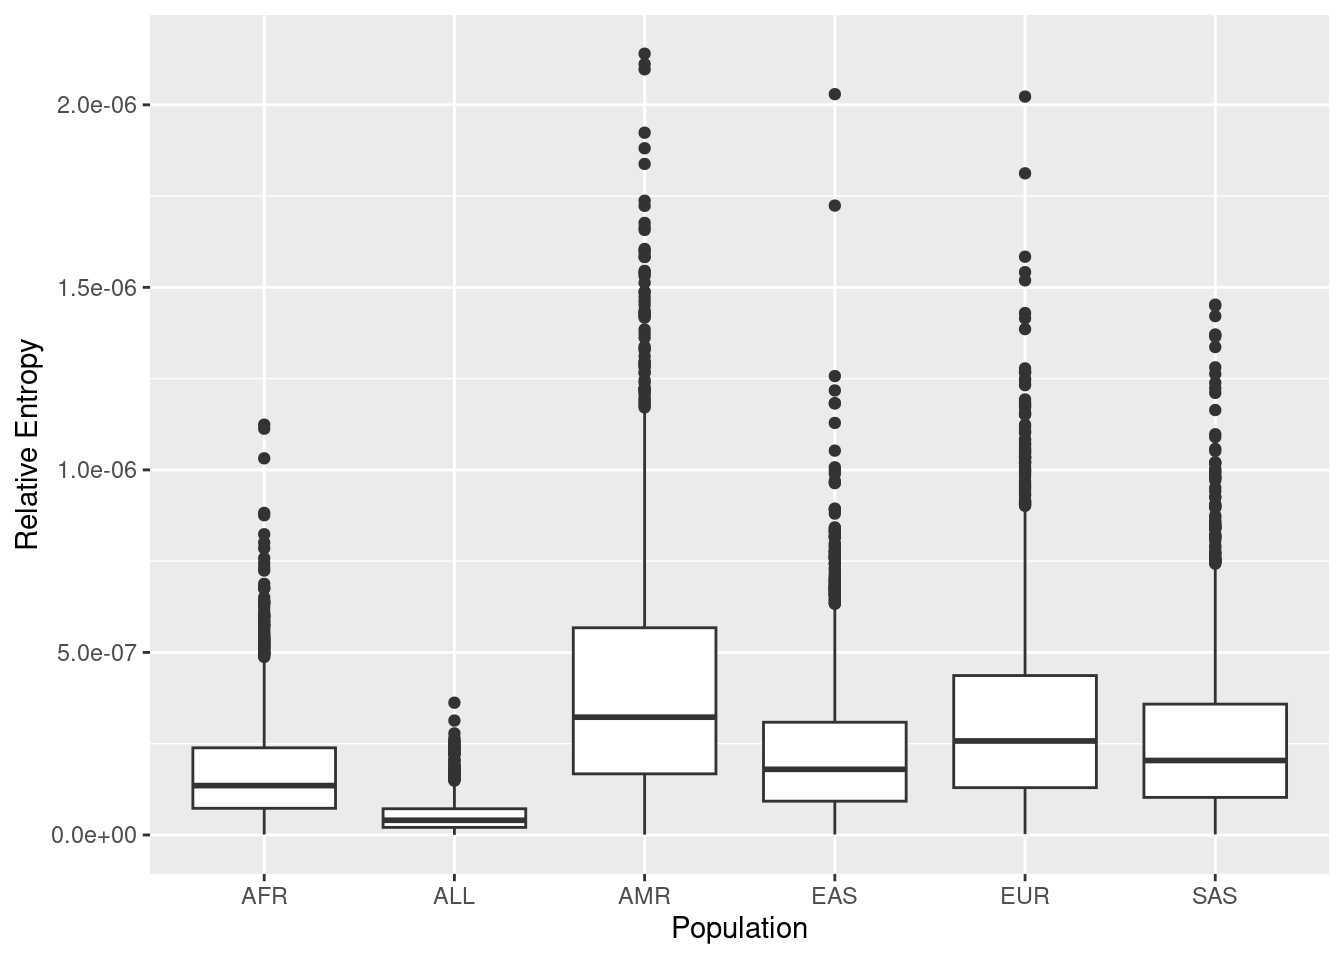 2.0e-06
1.5e-06
1.0e-06
5.0e-07
0.0e+00
Relative Entropy
AFR ALL AMR EAS EUR SAS
Population